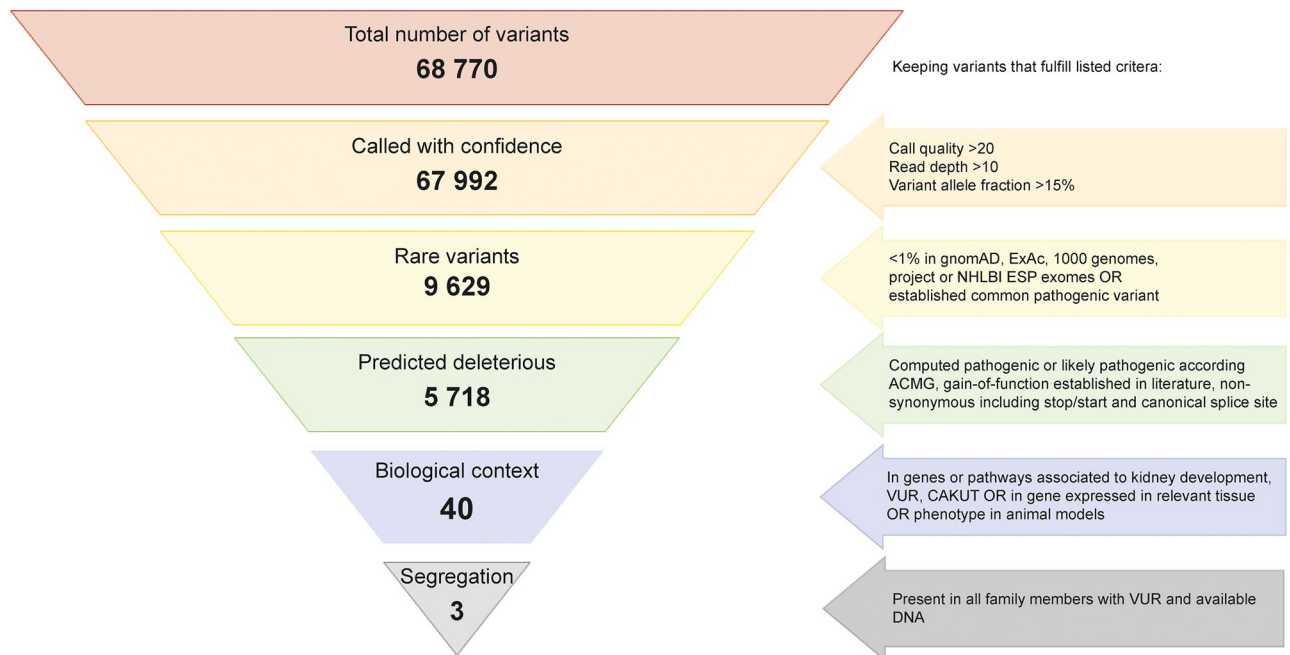 Total number of variants
68 770
Keeping variants that fulfill listed critera:
Called with confidence
67 992
Call quality >20
Read depth >10
Variant allele fraction >15%
Rare variants
9 629
<1% in gnomAD, ExAc, 1000 genomes,
project or NHLBI ESP exomes OR
established common pathogenic variant
Predicted deleterious
5 718
Computed pathogenic or likely pathogenic according
ACMG, gain-of-function established in literature, non-
synonymous including stop/start and canonical splice site
Biological context
40
In genes or pathways associated to kidney development,
VUR, CAKUT OR in gene expressed in relevant tissue
OR phenotype in animal models
Segregation
3
Present in all family members with VUR and available
DNA